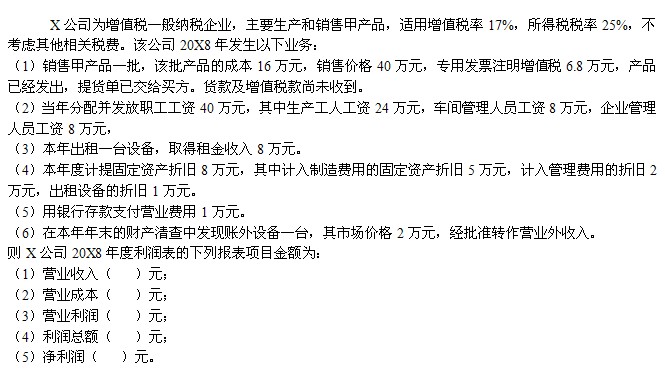 X 公司为增值税一般纳税企业，主要生产和销售甲产品，适用增值税率 17%，所得税税率 25%，不
考虑其他相关税费。该公司 20X8 年发生以下业务：
（1）销售甲产品一批，该批产品的成本 16 万元，销售价格 40 万元，专用发票注明增值税 6.8 万元，产品
已经发出，提货单已交给买方。货款及增值税款尚未收到。
（2）当年分配并发放职工工资 40 万元，其中生产工人工资 24 万元，车间管理人员工资 8 万元，企业管理
人员工资 8 万元，
（3）本年出租一台设备，取得租金收入 8 万元。
（4）本年度计提固定资产折旧 8 万元，其中计入制造费用的固定资产折旧 5 万元，计入管理费用的折旧 2
万元，出租设备的折旧 1 万元。
（5）用银行存款支付营业费用 1 万元。
（6）在本年年末的财产清查中发现账外设备一台，其市场价格 2 万元，经批准转作营业外收入。
则 X 公司 20X8 年度利润表的下列报表项目金额为：
（1）营业收入（　　）元；
（2）营业成本（　　）元；
（3）营业利润（　　）元；
（4）利润总额（　　）元；
（5）净利润（　　）元。